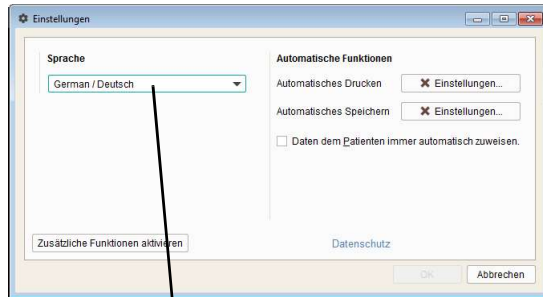 Einstellungen
Sprache
German / Deutsch
Automatische Funktionen
Automatisches Drucken
Einstellungen...
Automatisches Speichern
Einstellungen...
Daten dem Patienten immer automatisch zuweisen.
Zusätzliche Funktionen aktivieren
Datenschutz
OK
Abbrechen